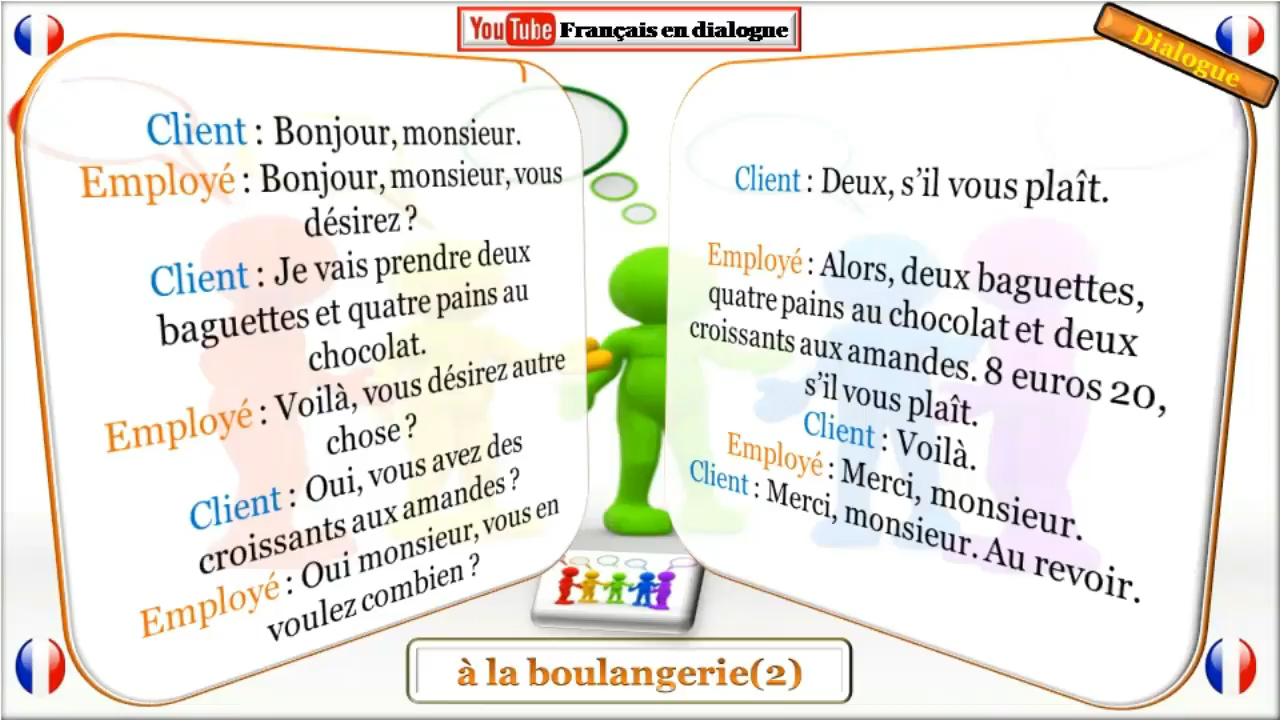 YouTube Français en dialogue
Dialogue
Client : Bonjour, monsieur.
Employé : Bonjour, monsieur, vous
désirez ?
Client : Je vais prendre deux
baguettes et quatre pains au
chocolat.
Employé : Voilà, vous désirez autre
chose ?
Client : Oui, vous avez des
croissants aux amandes ?
Employé : Oui monsieur, vous en
voulez combien ?
Client : Deux, s'il vous plaît.
Employé : Alors, deux baguettes,
quatre pains au chocolat et deux
croissants aux amandes. 8 euros 20,
s'il vous plaît.
Client : Voilà.
Employé : Merci, monsieur.
Client : Merci, monsieur. Au revoir.
à la boulangerie(2)